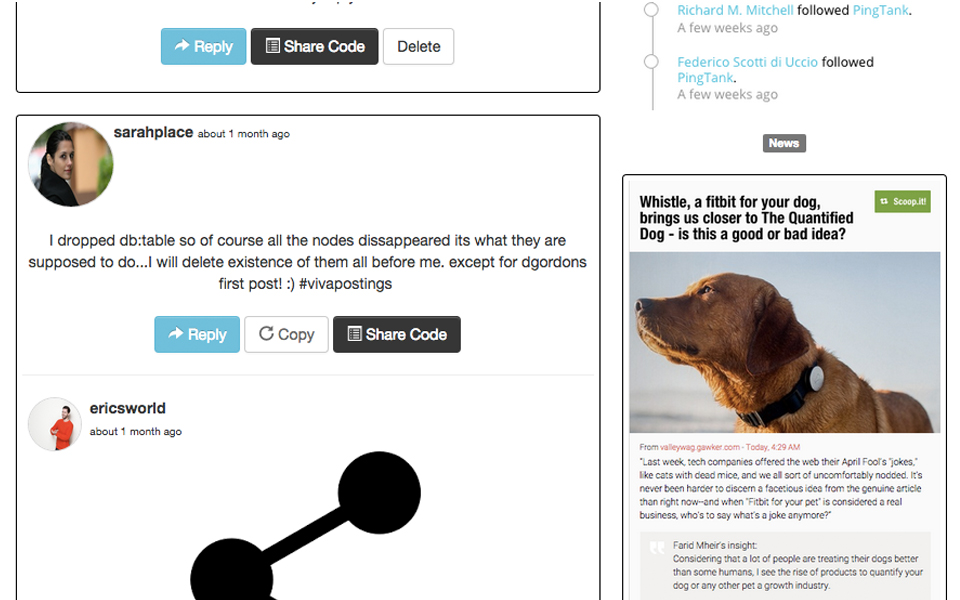 Reply
Share Code
Delete
sarahplace about 1 month ago
I dropped db:table so of course all the nodes dissappeared its what they are
supposed to do...I will delete existence of them all before me. except for dgordons
first post! :) #vivapostings
Reply
Copy
Share Code
ericsworld
about 1 month ago
Richard M. Mitchell followed PingTank.
A few weeks ago
Federico Scotti di Uccio followed
PingTank.
A few weeks ago
News
Whistle, a fitbit for your dog,
brings us closer to The Quantified
Dog - is this a good or bad idea?
Scoop.it!
From valleywag.gawker.com - Today, 4:29 AM
"Last week, tech companies offered the web their April Fool's "jokes,"
like cats with dead mice, and we all sort of uncomfortably nodded. It's
never been harder to discern a facetious idea from the genuine article
than right now--and when "Fitbit for your pet" is considered a real
business, who's to say what's a joke anymore?"
Farid Mheir's insight:
Considering that a lot of people are treating their dogs better
than some humans, I see the rise of products to quantify your
dog or any other pet a growth industry.